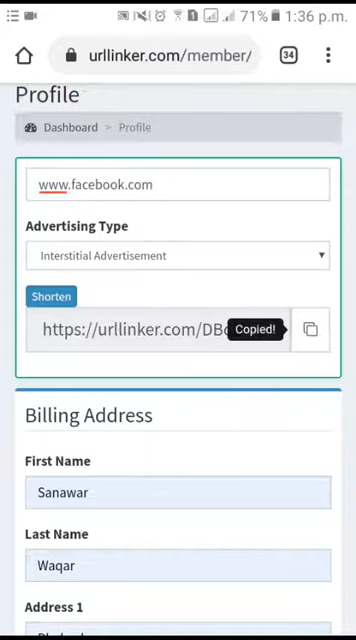 71% 1:36 p.m.
urllinker.com/member/
34
Profile
Dashboard > Profile
www.facebook.com
Advertising Type
Interstitial Advertisement
Shorten
https://urllinker.com/DB
Copied!
Billing Address
First Name
Sanawar
Last Name
Waqar
Address 1